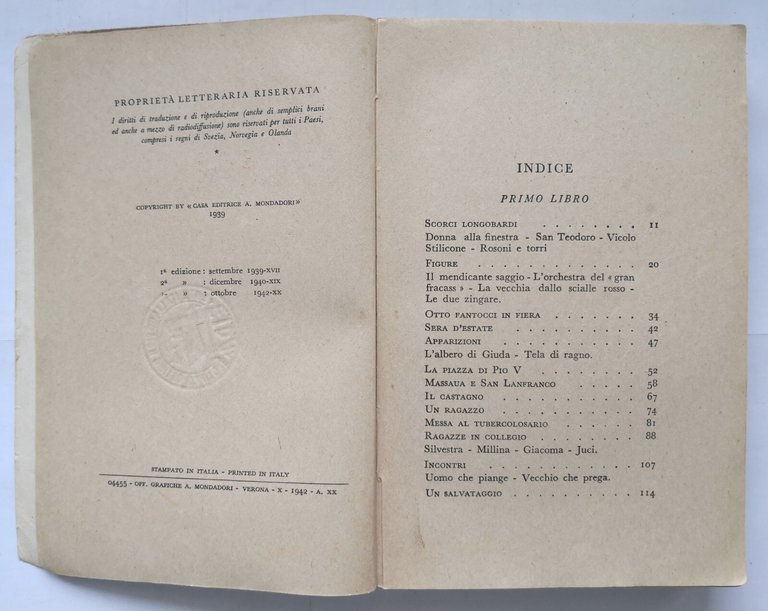 PROPRIETÀ LETTERARIA RISERVATA
I diritti di traduzione e di riproduzione (anche di semplici brani
ed anche a mezzo di radiodiffusione) sono riservati per tutti i Paesi,
compresi i segni di Svezia, Norvegia e Olanda
*
COPYRIGHT BY « CASA EDITRICE A. MONDADORI»
1939
1ª edizione : settembre 1939-XVII
2ª » : dicembre 1940-XIX
» : ottobre 1942-XX
STAMPATO IN ITALIA - PRINTED IN ITALY
04455 - OFF. GRAFICHE A. MONDADORI - VERONA - X - 1942 - A. XX
INDICE
PRIMO LIBRO
SCORCI LONGOBARDI . . . . . . . . 11
Donna alla finestra - San Teodoro - Vicolo
Stilicone - Rosoni e torri
FIGURE . . . . . . . . . . . . 20
Il mendicante saggio - L'orchestra del « gran
fracass » - La vecchia dallo scialle rosso -
Le due zingare.
OTTO FANTOCCI IN FIERA . . . . . . . 34
SERA D'ESTATE . . . . . . . . . . 42
APPARIZIONI . . . . . . . . . . 47
L'albero di Giuda - Tela di ragno.
LA PIAZZA DI PIO V . . . . . . . . 52
MASSAUA E SAN LANFRANCO . . . . . . 58
IL CASTAGNO . . . . . . . . . . 67
UN RAGAZZO . . . . . . . . . . 74
MESSA AL TUBERCOLOSARIO . . . . . . 81
RAGAZZE IN COLLEGIO . . . . . . . . 88
Silvestra - Millina - Giacoma - Juci.
INCONTRI . . . . . . . . . . . 107
Uomo che piange - Vecchio che prega.
UN SALVATAGGIO . . . . . . . . . 114